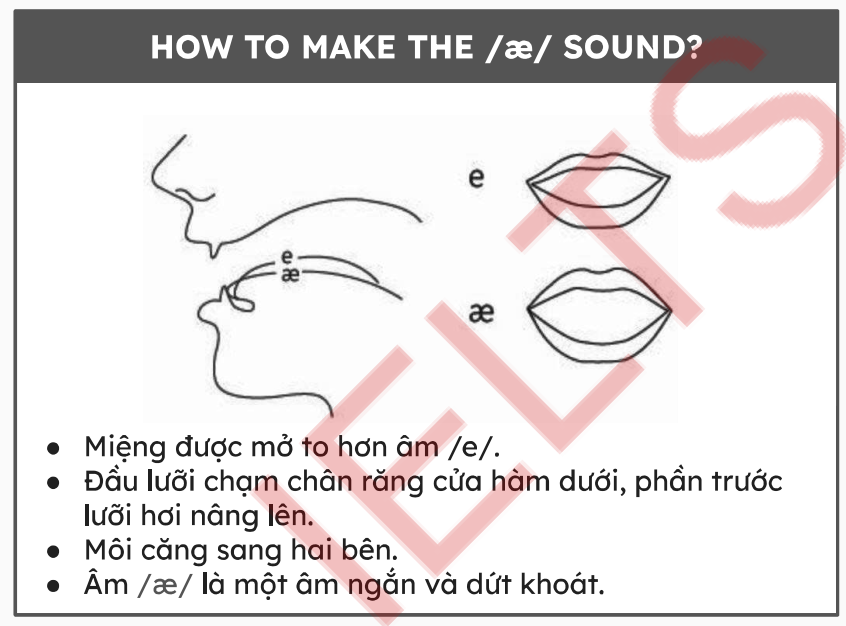 HOW TO MAKE THE /æ/ SOUND?
e
e
æ
æ
● Miệng được mở to hơn âm /e/.
● Đầu lưỡi chạm chân răng cửa hàm dưới, phần trước
lưỡi hơi nâng lên.
● Môi căng sang hai bên.
● Âm /æ/ là một âm ngắn và dứt khoát.
IELTS